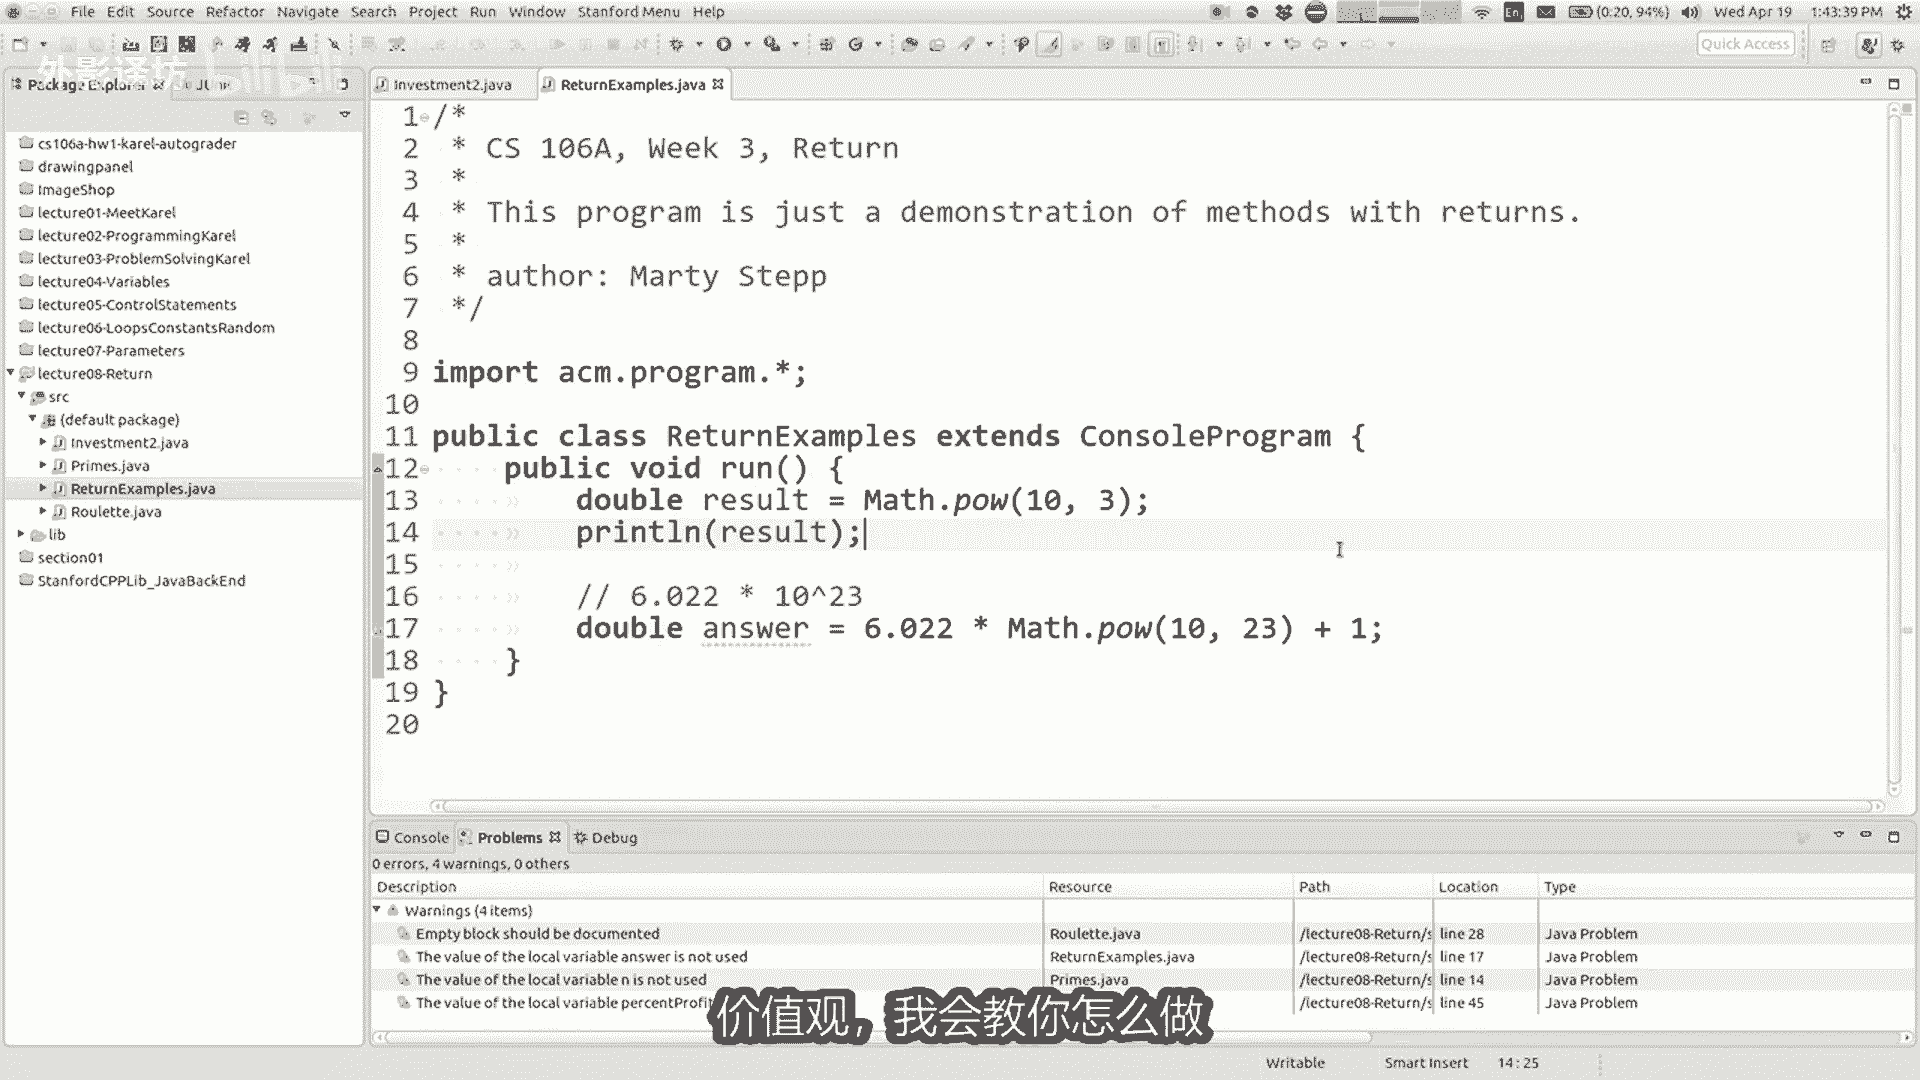 File Edit Source Refactor Navigate Search Project Run Window Stanford Menu Help
En
(0:20, 94%)
Wed Apr 19 1:43:39 PM
Quick Access
外影译坊 bilibili
Package Explorer
Investment2.java
ReturnExamples.java
cs106a-hw1-karel-autograder
drawingpanel
ImageShop
lecture01-MeetKarel
lecture02-ProgrammingKarel
lecture03-ProblemSolvingKarel
lecture04-Variables
lecture05-ControlStatements
lecture06-LoopsConstantsRandom
lecture07-Parameters
lecture08-Return
src
(default package)
Investment2.java
Primes.java
ReturnExamples.java
Roulette.java
lib
section01
StanfordCPPLib_JavaBackEnd
1 /*
2 * CS 106A, Week 3, Return
3 *
4 * This program is just a demonstration of methods with returns.
5 *
6 * author: Marty Stepp
7 */
8
9 import acm.program.*;
10
11 public class ReturnExamples extends ConsoleProgram {
12 public void run() {
13 double result = Math.pow(10, 3);
14 println(result);
15
16 // 6.022 * 10^23
17 double answer = 6.022 * Math.pow(10, 23) + 1;
18 }
19 }
20
Console Problems Debug
0 errors, 4 warnings, 0 others
Description Resource Path Location Type
Warnings (4 items)
Empty block should be documented Roulette.java /lecture08-Return/s line 28 Java Problem
The value of the local variable answer is not used ReturnExamples.java /lecture08-Return/s line 17 Java Problem
The value of the local variable n is not used Primes.java /lecture08-Return/s line 14 Java Problem
The value of the local variable percentProfi /lecture08-Return/s line 45 Java Problem
价值观，我会教你怎么做
Writable Smart Insert 14:25